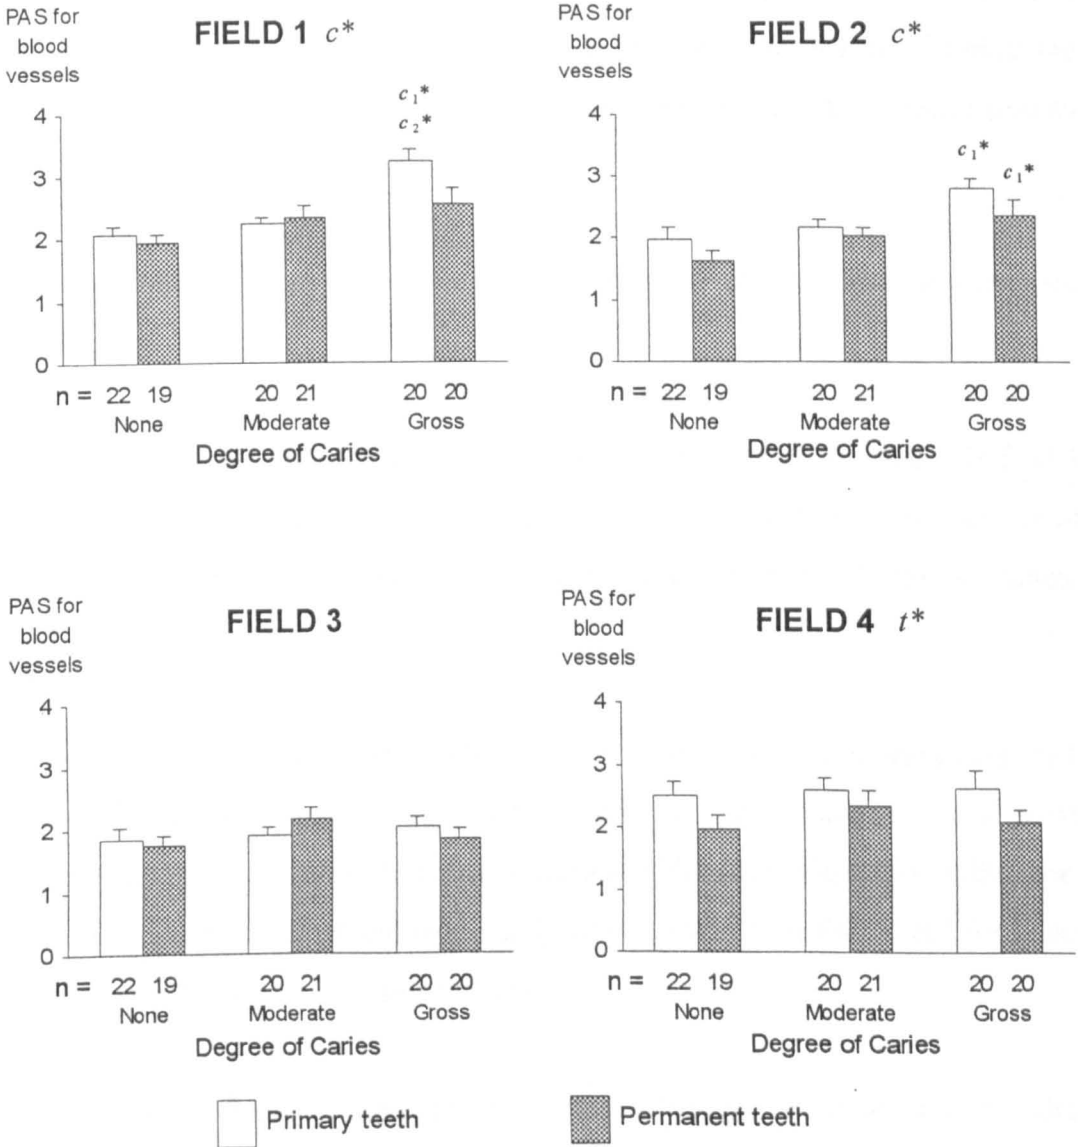 PAS for
blood
vessels
FIELD 1 c*
4
3
2
1
0
c₁*
c₂*
n = 22 19 20 21 20 20
None Moderate Gross
Degree of Caries
PAS for
blood
vessels
FIELD 2 c*
4
3
2
1
0
c₁*
c₁*
n = 22 19 20 21 20 20
None Moderate Gross
Degree of Caries
PAS for
blood
vessels
FIELD 3
4
3
2
1
0
n = 22 19 20 21 20 20
None Moderate Gross
Degree of Caries
PAS for
blood
vessels
FIELD 4 t*
4
3
2
1
0
n = 22 19 20 21 20 20
None Moderate Gross
Degree of Caries
Primary teeth
Permanent teeth